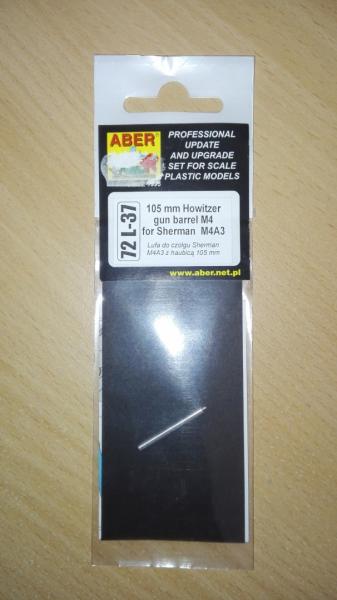 ABER®
PROFESSIONAL
UPDATE
AND UPGRADE
SET FOR SCALE
PLASTIC MODELS
72 L-37
105 mm Howitzer
gun barrel M4
for Sherman M4A3
Lufa do czołgu Sherman
M4A3 z haubicą 105 mm
www.aber.net.pl